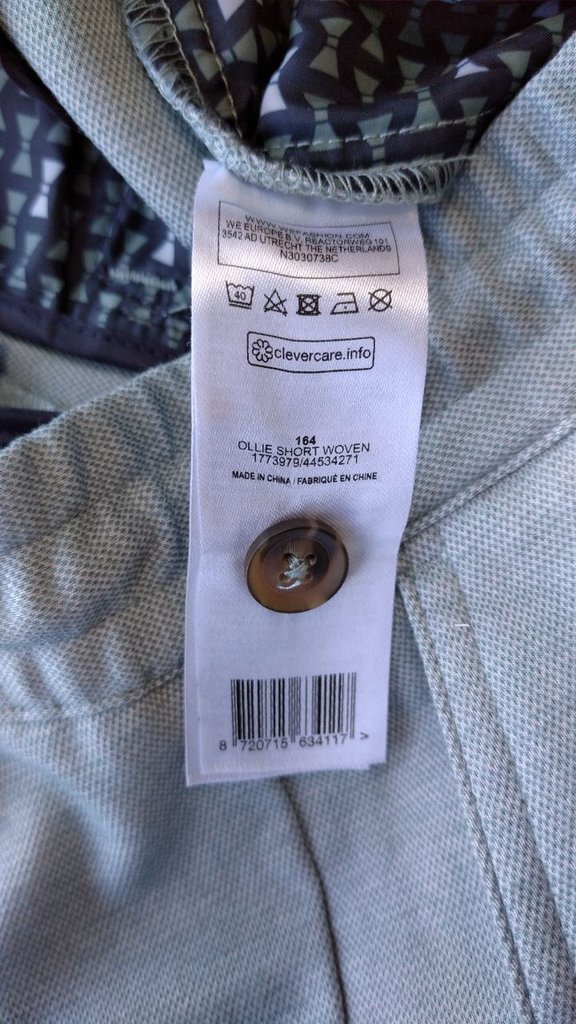 WWW.WEFASHION.COM
WE EUROPE B.V. REACTORWEG 101
3542 AD UTRECHT THE NETHERLANDS
N3030738C
40
clevercare.info
164
OLLIE SHORT WOVEN
1773979/44534271
MADE IN CHINA / FABRIQUÉ EN CHINE
8 720715 634117 >